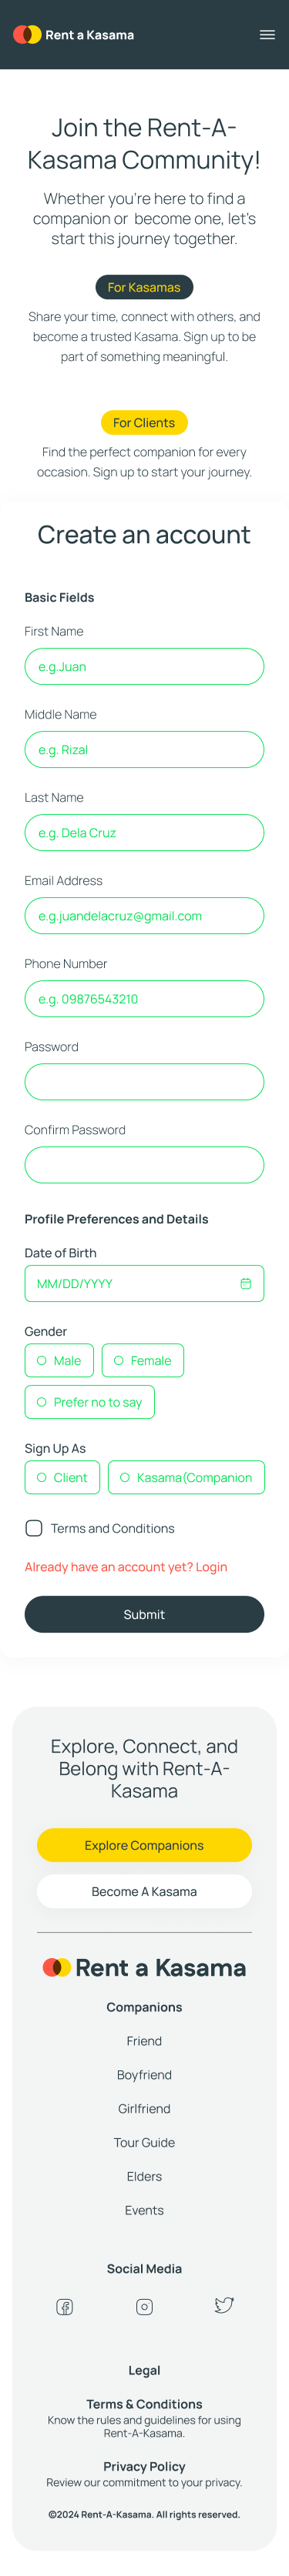 Rent a Kasama
Join the Rent-A-
Kasama Community!
Whether you're here to find a
companion or become one, let's
start this journey together.
For Kasamas
Share your time, connect with others, and
become a trusted Kasama. Sign up to be
part of something meaningful.
For Clients
Find the perfect companion for every
occasion. Sign up to start your journey.
Create an account
Basic Fields
First Name
e.g.Juan
Middle Name
e.g. Rizal
Last Name
e.g. Dela Cruz
Email Address
e.g.juandelacruz@gmail.com
Phone Number
e.g. 09876543210
Password
Confirm Password
Profile Preferences and Details
Date of Birth
MM/DD/YYYY
Gender
Male Female
Prefer no to say
Sign Up As
Client Kasama(Companion
Terms and Conditions
Already have an account yet? Login
Submit
Explore, Connect, and
Belong with Rent-A-
Kasama
Explore Companions
Become A Kasama
Rent a Kasama
Companions
Friend
Boyfriend
Girlfriend
Tour Guide
Elders
Events
Social Media
Legal
Terms & Conditions
Know the rules and guidelines for using
Rent-A-Kasama.
Privacy Policy
Review our commitment to your privacy.
©2024 Rent-A-Kasama. All rights reserved.